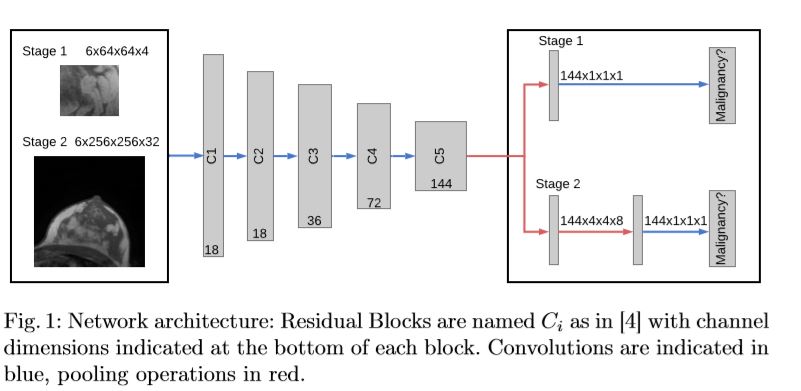 Stage 1 6x64x64x4
Stage 2 6x256x256x32
C1
18
C2
18
C3
36
C4
72
C5
144
Stage 1
144x1x1x1
Malignancy?
Stage 2
144x4x4x8
144x1x1x1
Malignancy?
Fig. 1: Network architecture: Residual Blocks are named Cᵢ as in [4] with channel
dimensions indicated at the bottom of each block. Convolutions are indicated in
blue, pooling operations in red.